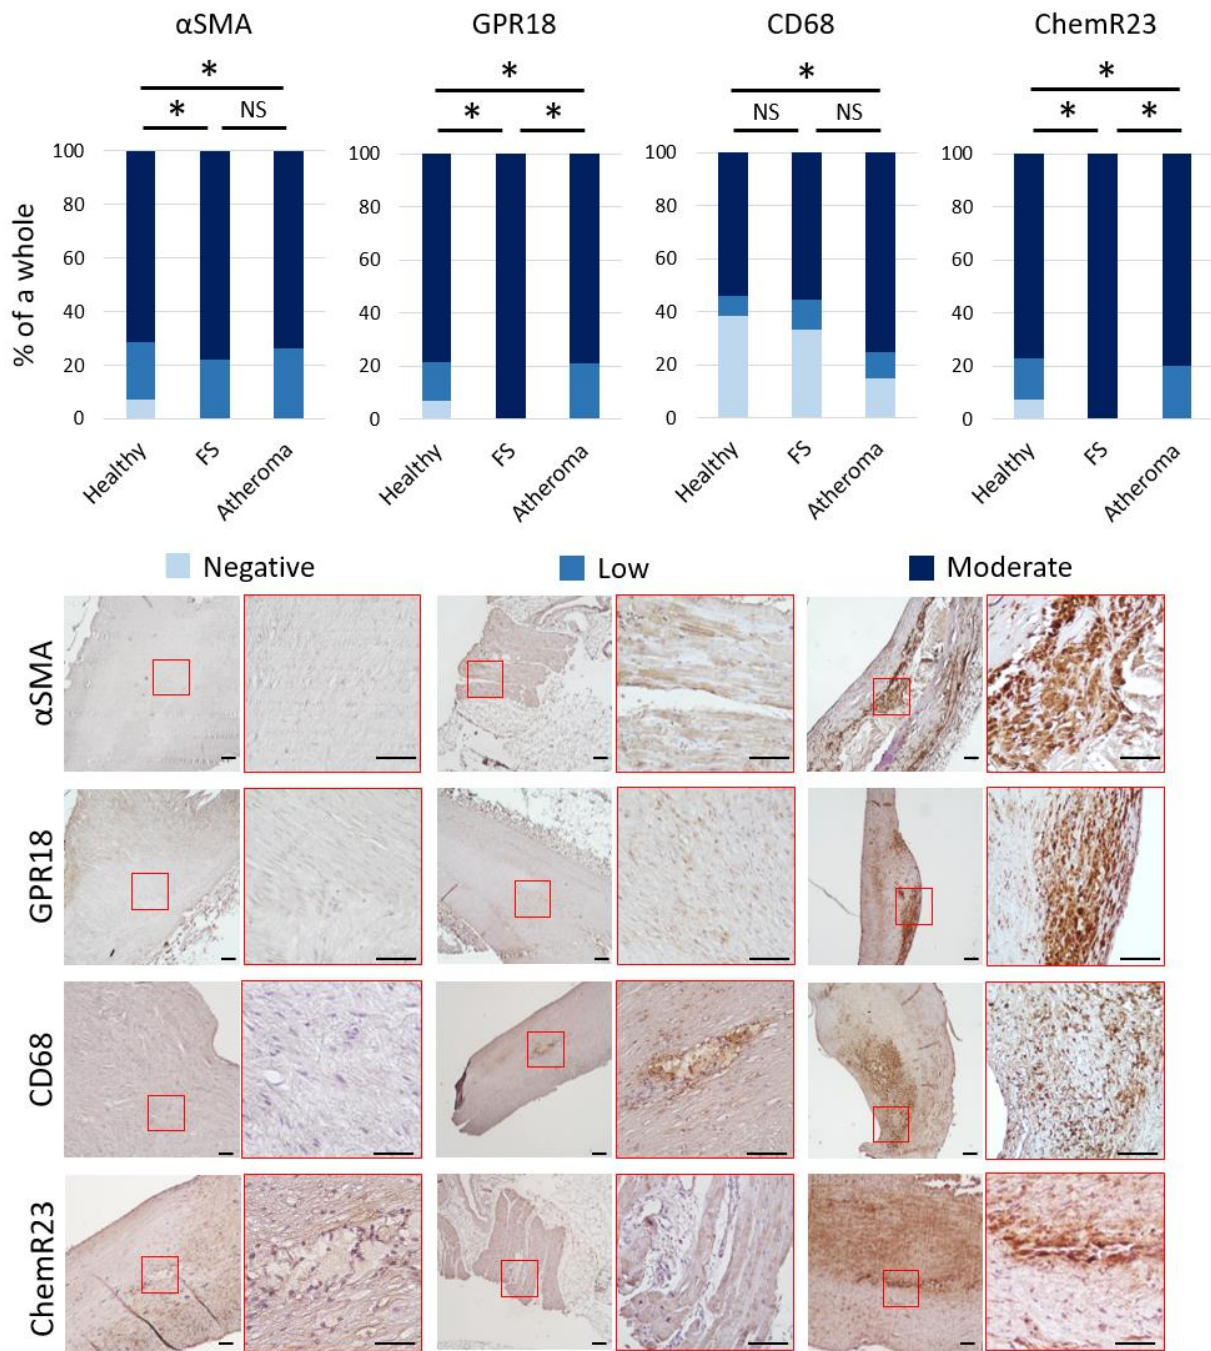 αSMA GPR18 CD68 ChemR23
* * * *
* NS * * NS NS * *
% of a whole
100 80 60 40 20 0
Healthy FS Atheroma
100 80 60 40 20 0
Healthy FS Atheroma
100 80 60 40 20 0
Healthy FS Atheroma
100 80 60 40 20 0
Healthy FS Atheroma
Negative Low Moderate
αSMA
GPR18
CD68
ChemR23